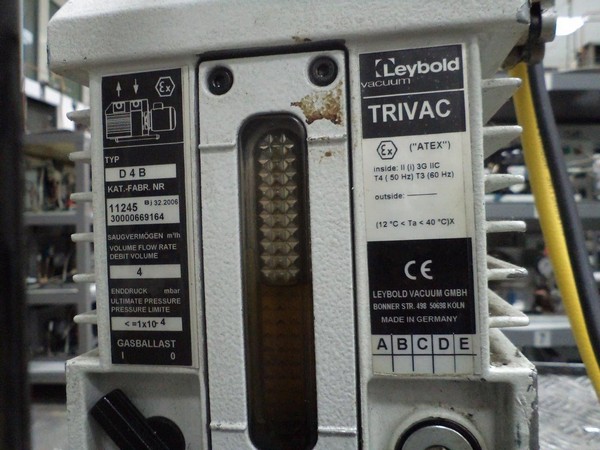 Ex
TYP
D 4 B
KAT.-FABR. NR
11245 B) 32.2006
30000669164
SAUGVERMÖGEN m³/h
VOLUME FLOW RATE
DEBIT VOLUME
4
ENDDRUCK mbar
ULTIMATE PRESSURE
PRESSURE LIMITE
<=1x10-4
GASBALLAST
I 0
Leybold
vacuum
TRIVAC
Ex ("ATEX")
inside: II (i) 3G IIC
T4 ( 50 Hz) T3 (60 Hz)
outside:
(12 °C < Ta < 40 °C)X
CE
LEYBOLD VACUUM GMBH
BONNER STR. 498 50968 KÖLN
MADE IN GERMANY
A B C D E